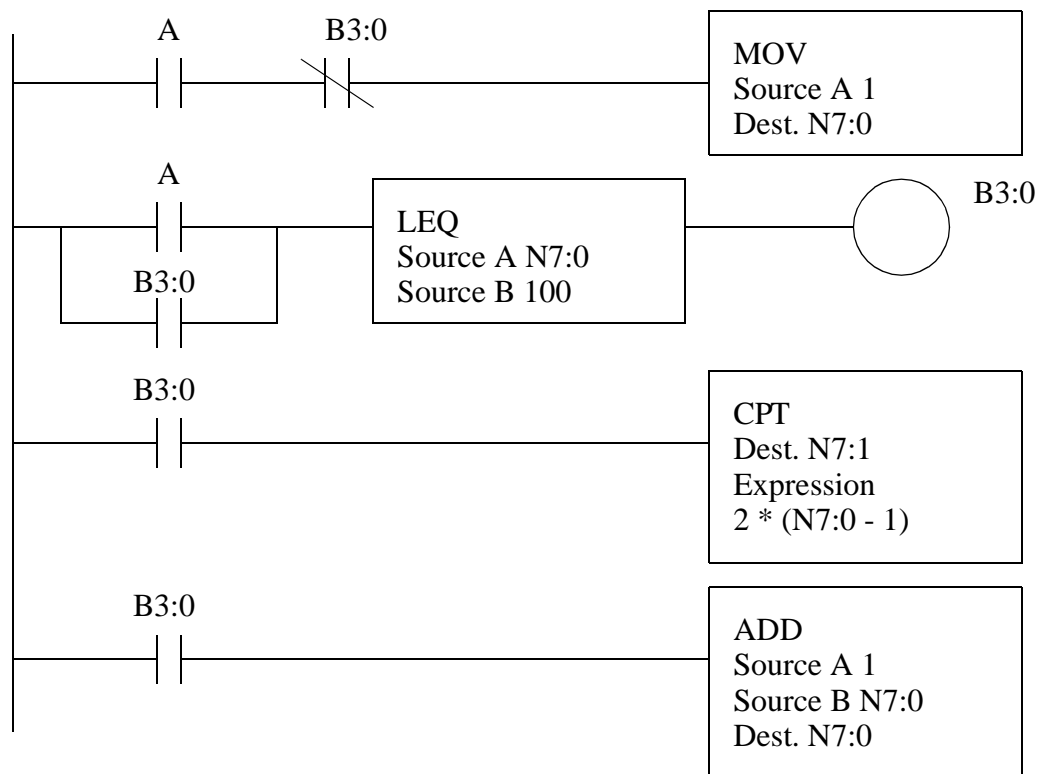 A B3:0
MOV
Source A 1
Dest. N7:0
A
B3:0
LEQ
Source A N7:0
Source B 100
B3:0
B3:0
CPT
Dest. N7:1
Expression
2 * (N7:0 - 1)
B3:0
ADD
Source A 1
Source B N7:0
Dest. N7:0